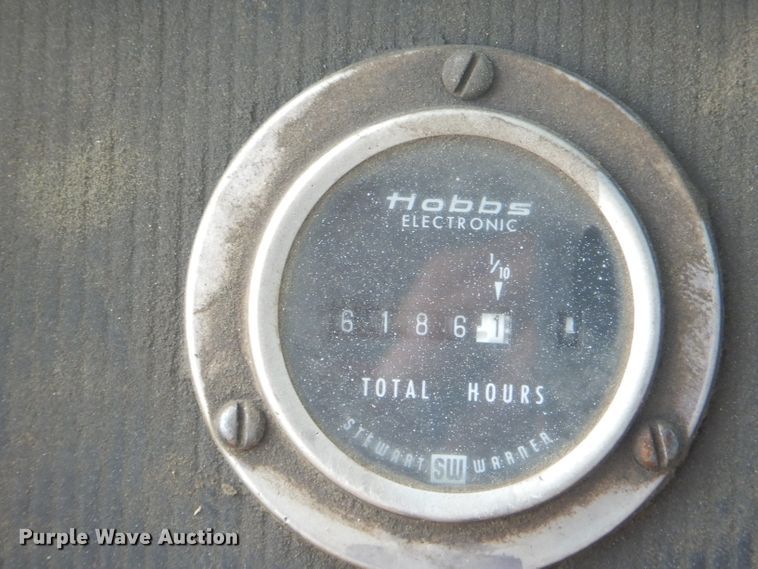 Hobbs
ELECTRONIC
1/10
6 1 8 6 1
TOTAL HOURS
STEWART SW WARNER
Purple Wave Auction